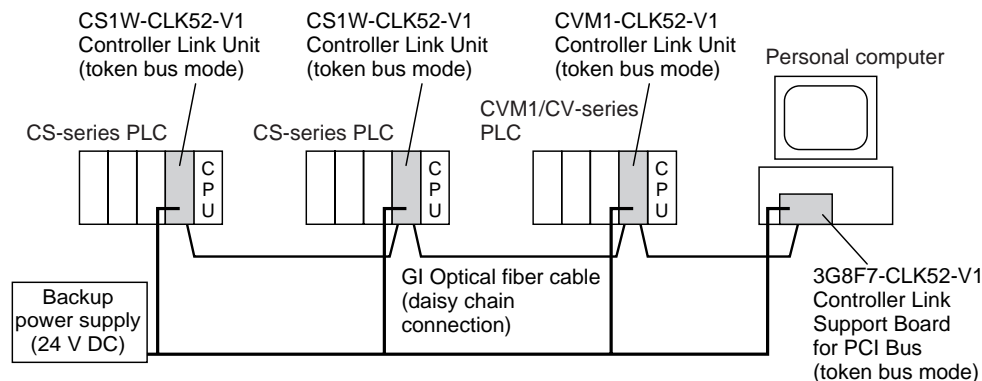 CS1W-CLK52-V1
Controller Link Unit
(token bus mode)
CS1W-CLK52-V1
Controller Link Unit
(token bus mode)
CVM1-CLK52-V1
Controller Link Unit
(token bus mode)
Personal computer
CS-series PLC
CS-series PLC
CVM1/CV-series
PLC
C
P
U
C
P
U
C
P
U
GI Optical fiber cable
(daisy chain
connection)
3G8F7-CLK52-V1
Controller Link
Support Board
for PCI Bus
(token bus mode)
Backup
power supply
(24 V DC)